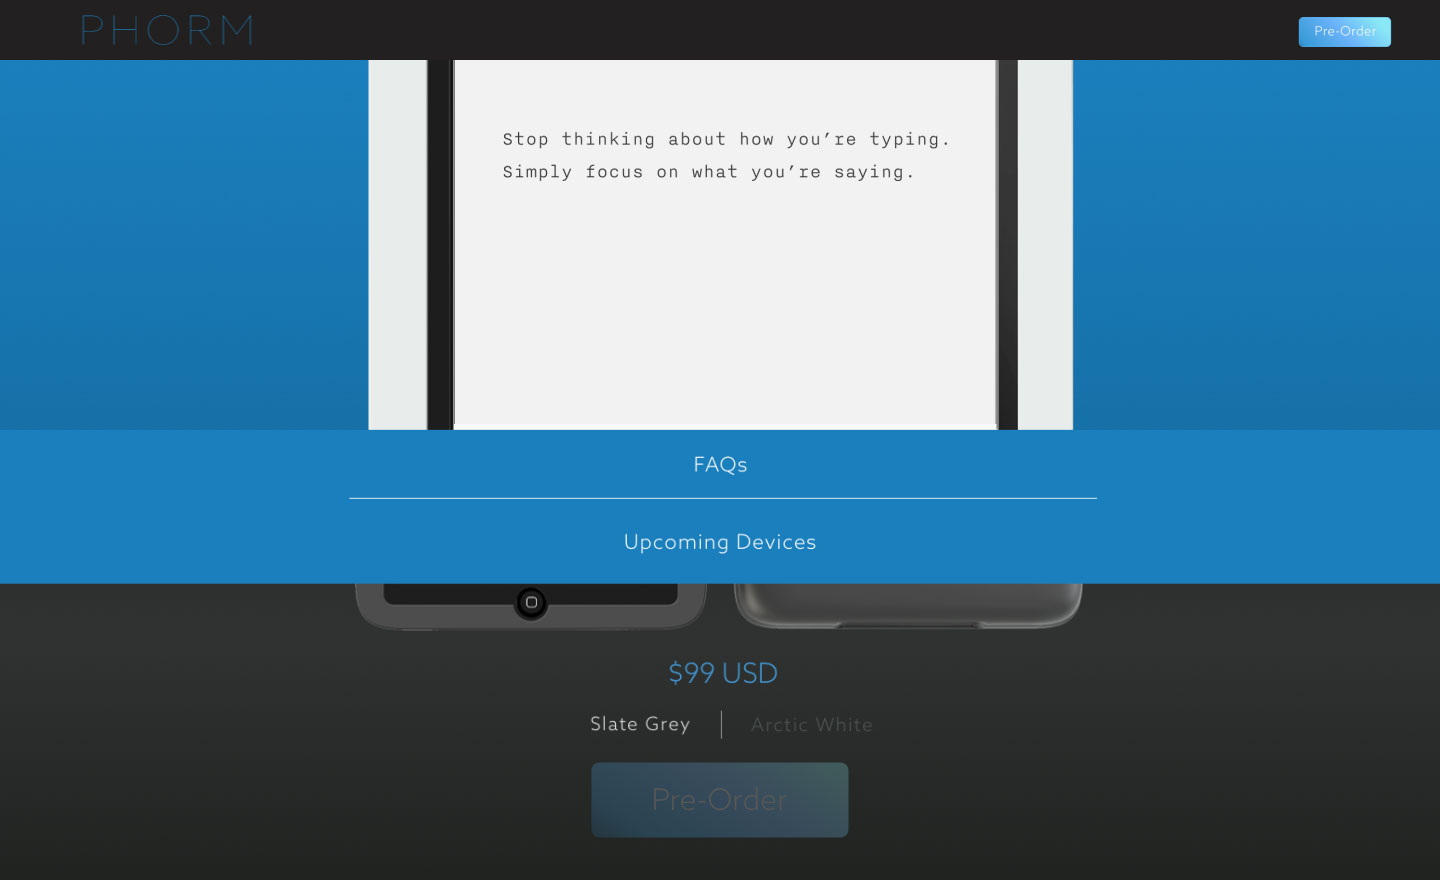 PHORM
Pre-Order
Stop thinking about how you’re typing.
Simply focus on what you’re saying.
FAQs
Upcoming Devices
$99 USD
Slate Grey
Arctic White
Pre-Order